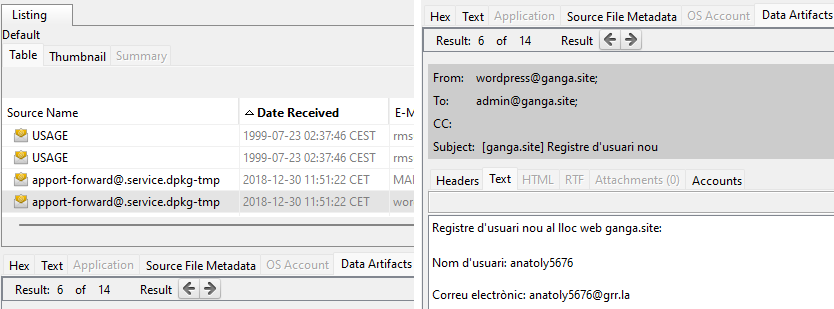 Listing
Default
Table Thumbnail Summary
Source Name Date Received E-M
USAGE 1999-07-23 02:37:46 CEST rms
USAGE 1999-07-23 02:37:46 CEST rms
apport-forward@.service.dpkg-tmp 2018-12-30 11:51:22 CET MAI
apport-forward@.service.dpkg-tmp 2018-12-30 11:51:22 CET wor
Hex Text Application Source File Metadata OS Account Data Artifacts
Result: 6 of 14 Result
Hex Text Application Source File Metadata OS Account Data Artifacts
Result: 6 of 14 Result
From: wordpress@ganga.site;
To: admin@ganga.site;
CC:
Subject: [ganga.site] Registre d'usuari nou
Headers Text HTML RTF Attachments (0) Accounts
Registre d'usuari nou al lloc web ganga.site:
Nom d'usuari: anatoly5676
Correu electrònic: anatoly5676@grr.la